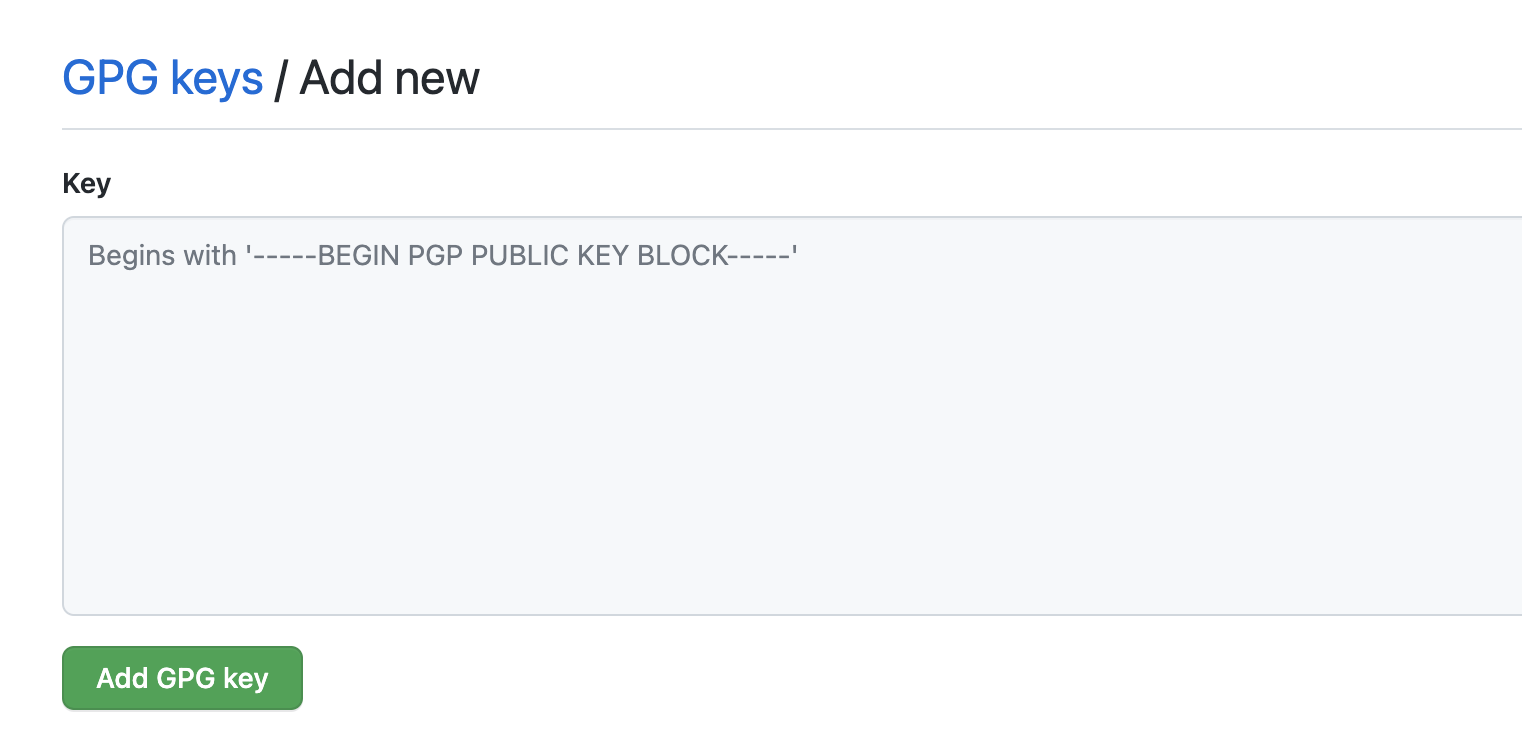 GPG keys / Add new
Key
Begins with '-----BEGIN PGP PUBLIC KEY BLOCK-----'
Add GPG key